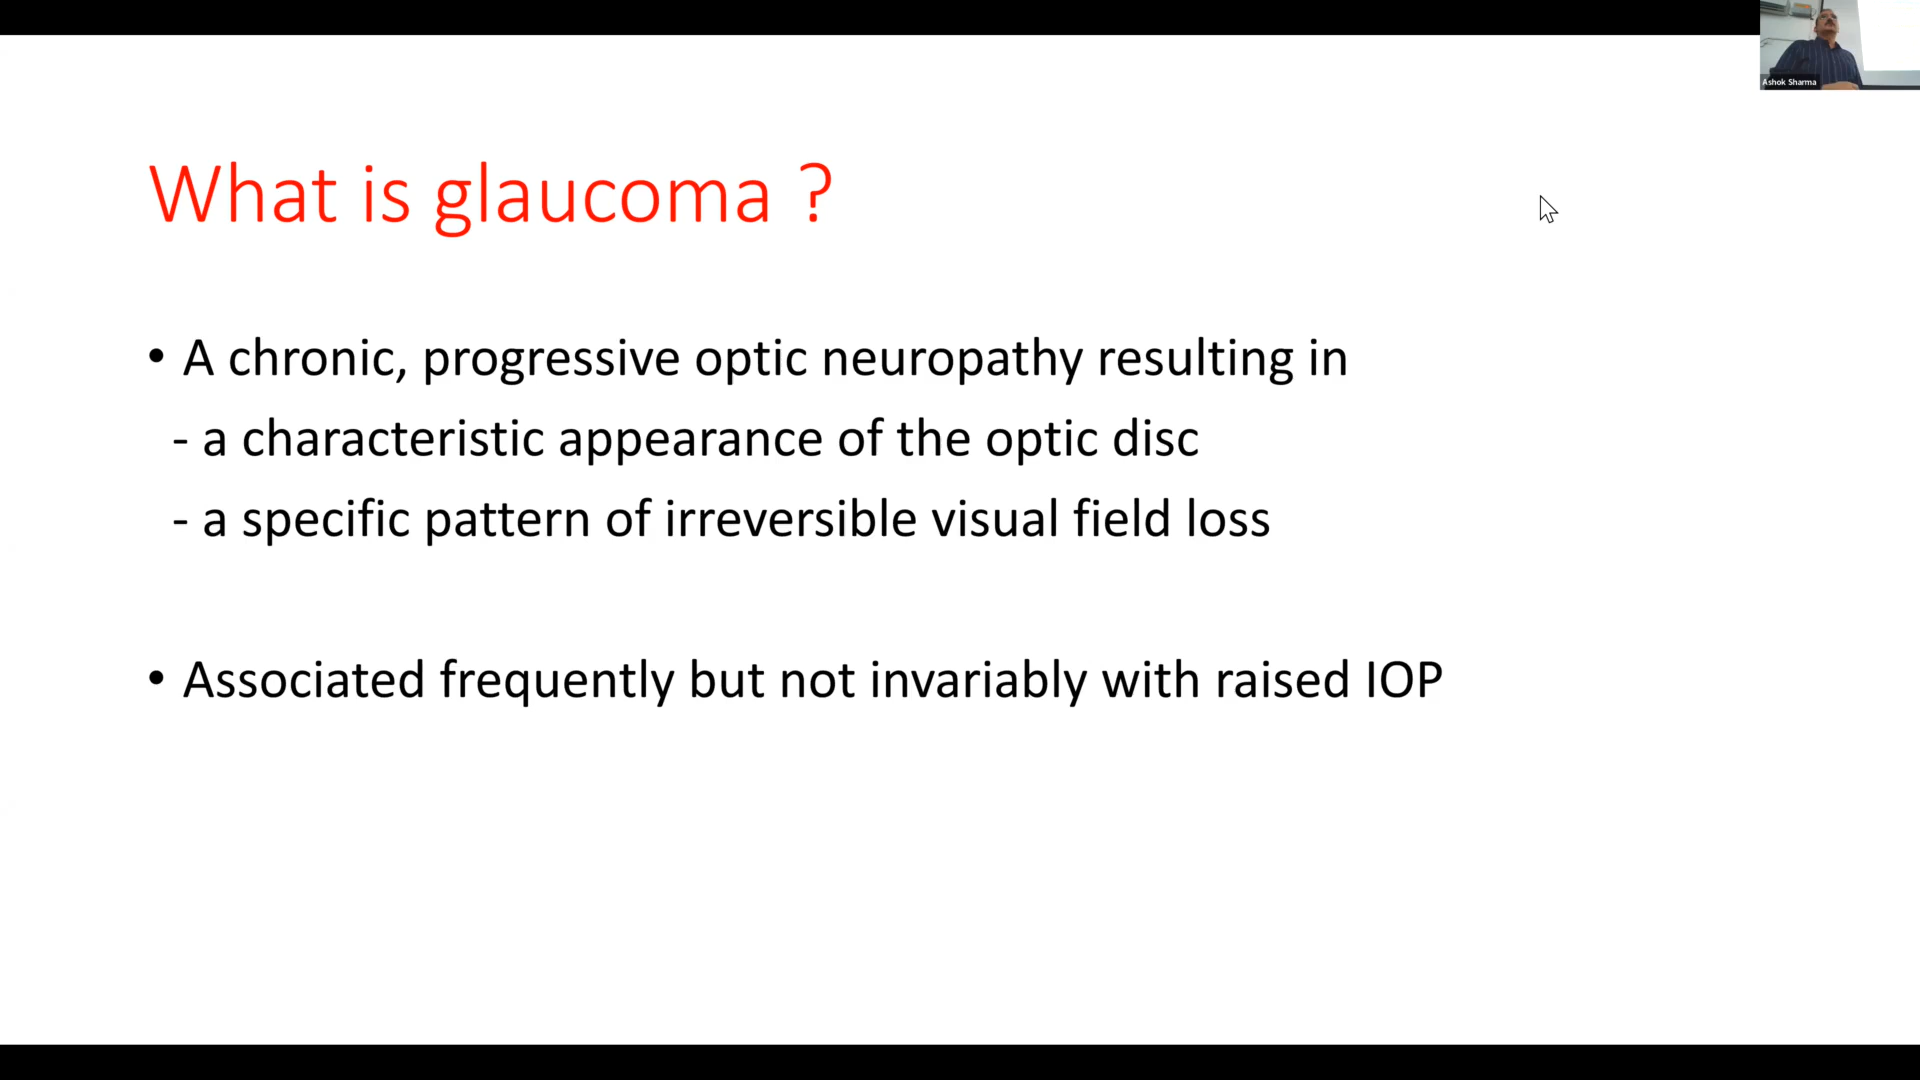 Ashok Sharma
What is glaucoma ?
• A chronic, progressive optic neuropathy resulting in
- a characteristic appearance of the optic disc
- a specific pattern of irreversible visual field loss
• Associated frequently but not invariably with raised IOP